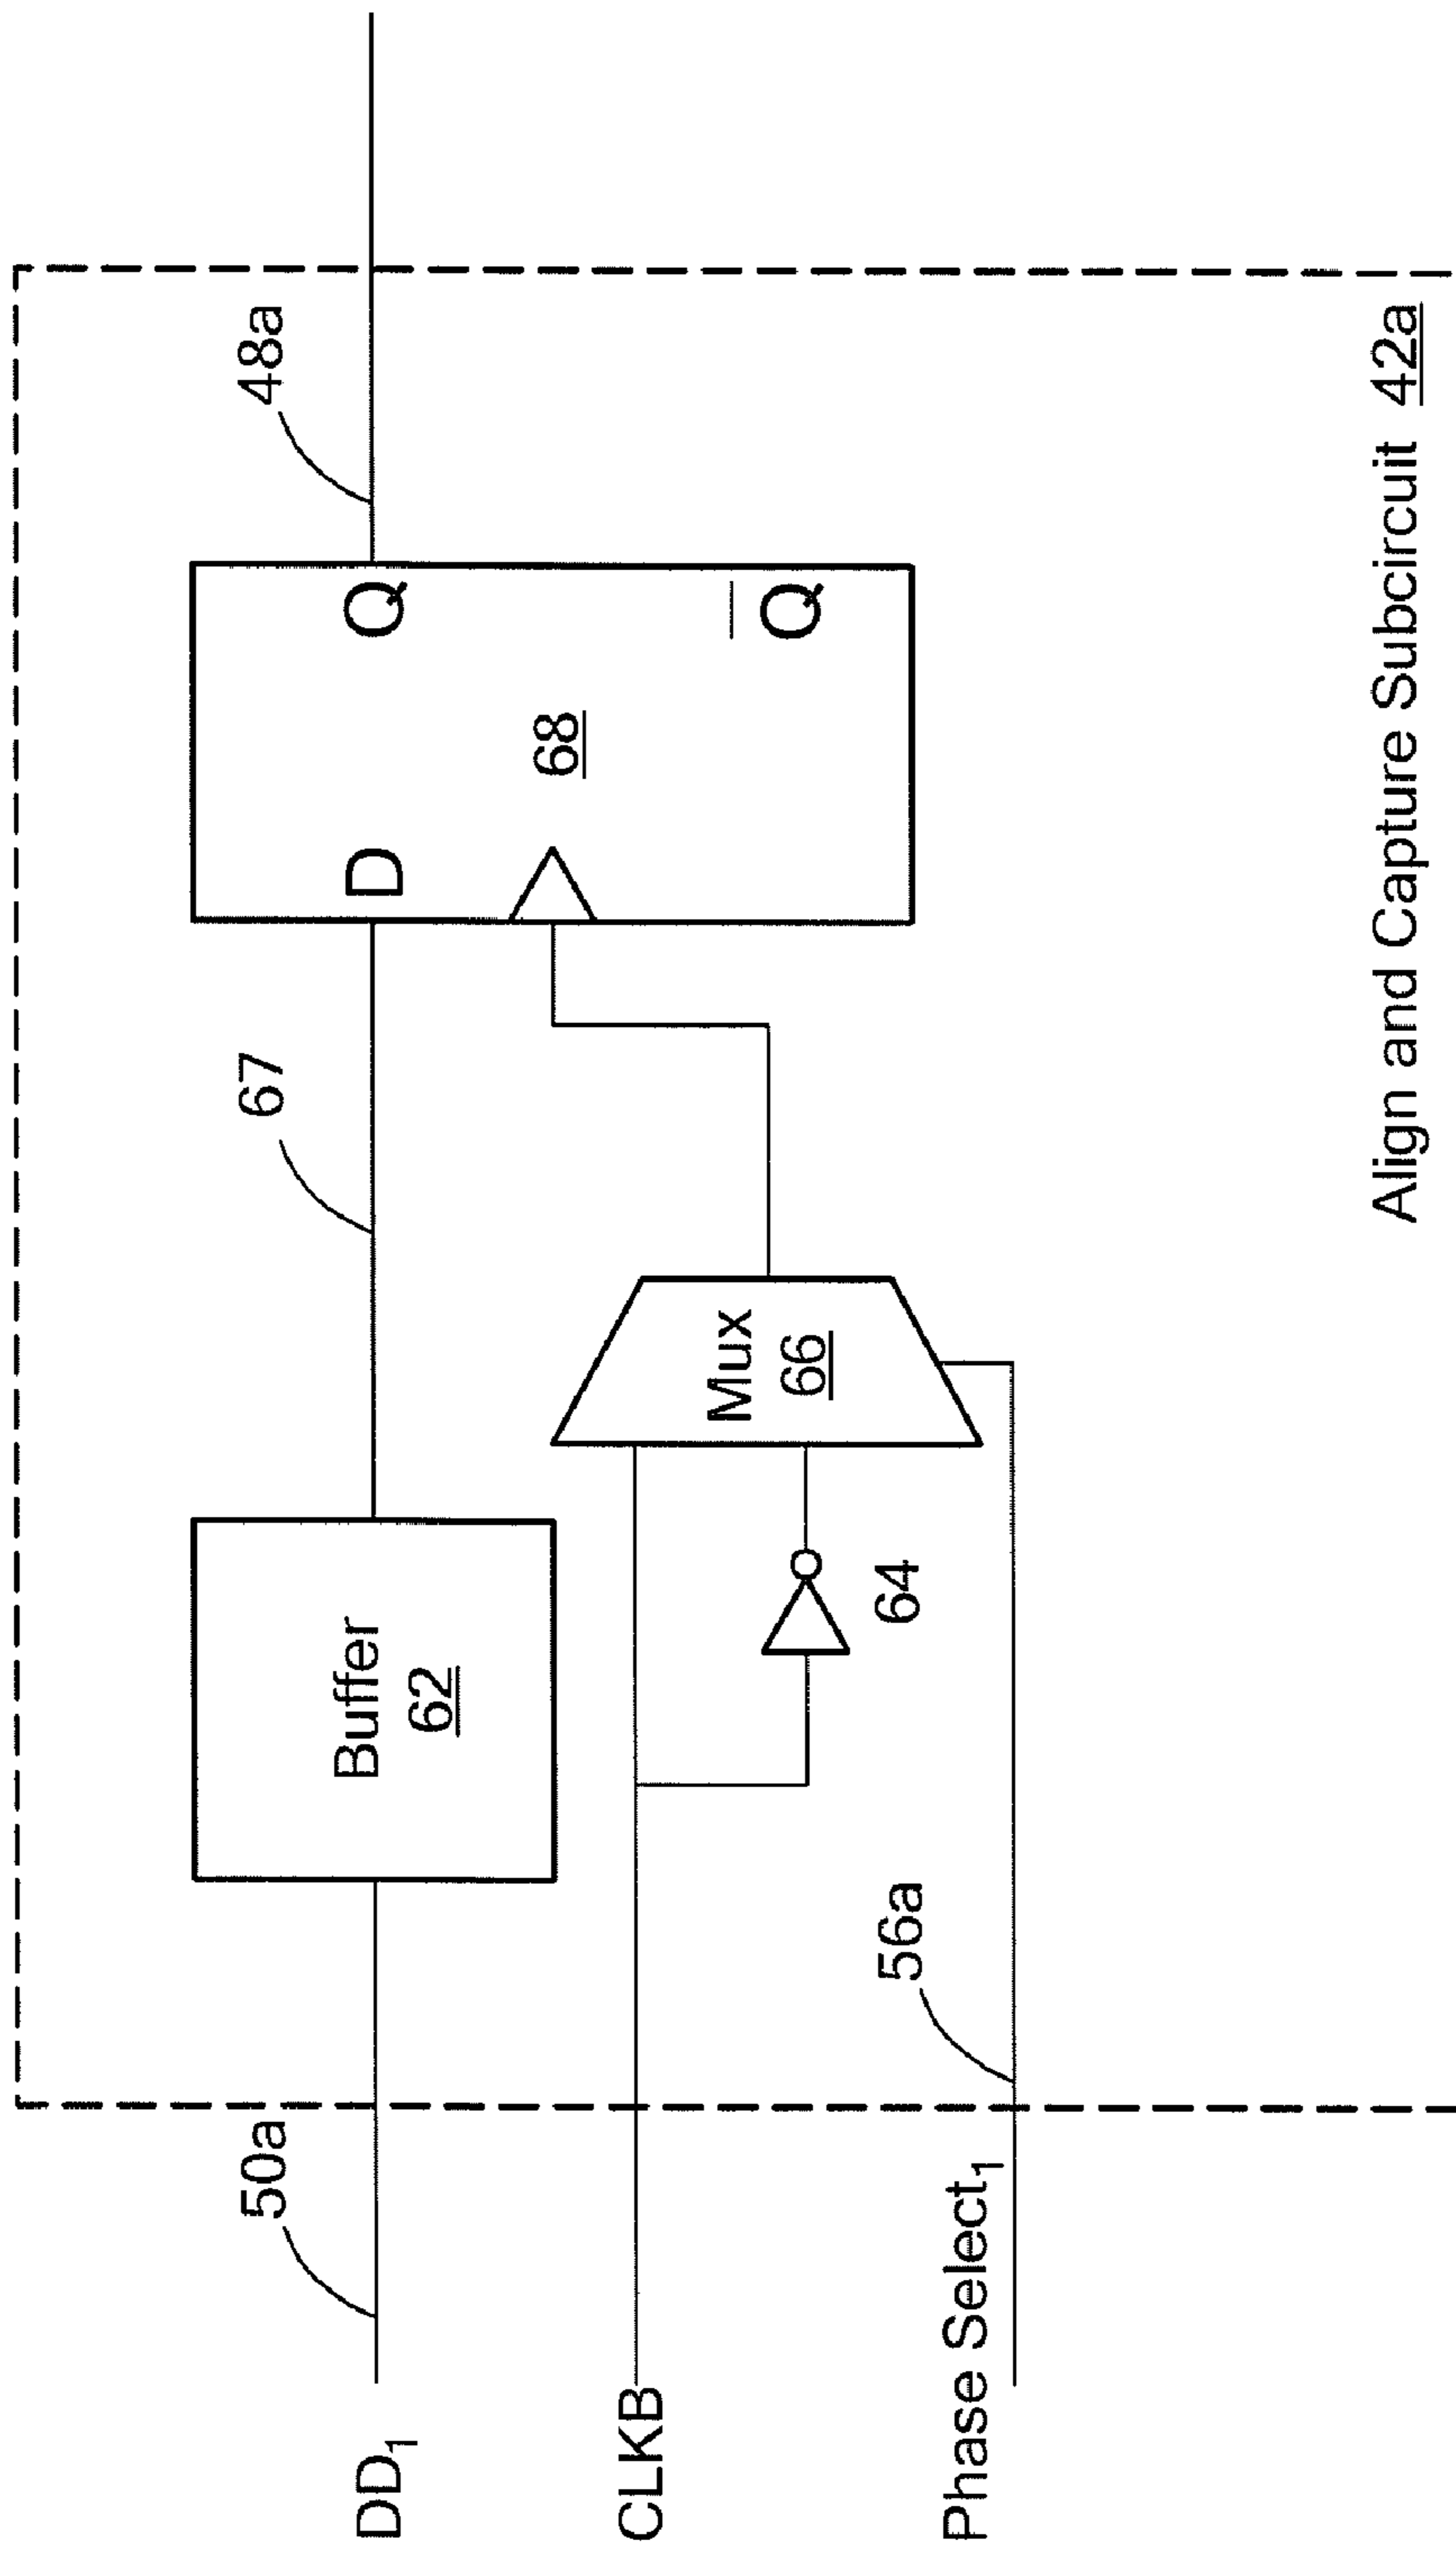 50a
DD₁
CLKB
Phase Select₁
56a
Buffer
62
64
Mux
66
67
D
Q
68
Q̅
48a
Align and Capture Subcircuit 42a